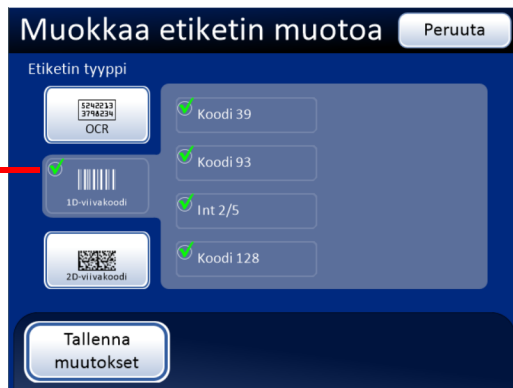 Muokkaa etiketin muotoa
Peruuta
Etiketin tyyppi
5242213
3798234
OCR
1D-viivakoodi
2D-viivakoodi
Koodi 39
Koodi 93
Int 2/5
Koodi 128
Tallenna
muutokset